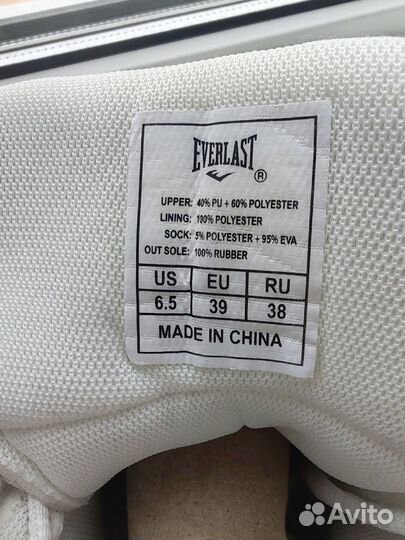 EVERLAST
®
UPPER: 40% PU + 60% POLYESTER
LINING: 100% POLYESTER
SOCK: 5% POLYESTER + 95% EVA
OUT SOLE: 100% RUBBER
US EU RU
6.5 39 38
MADE IN CHINA
Avito